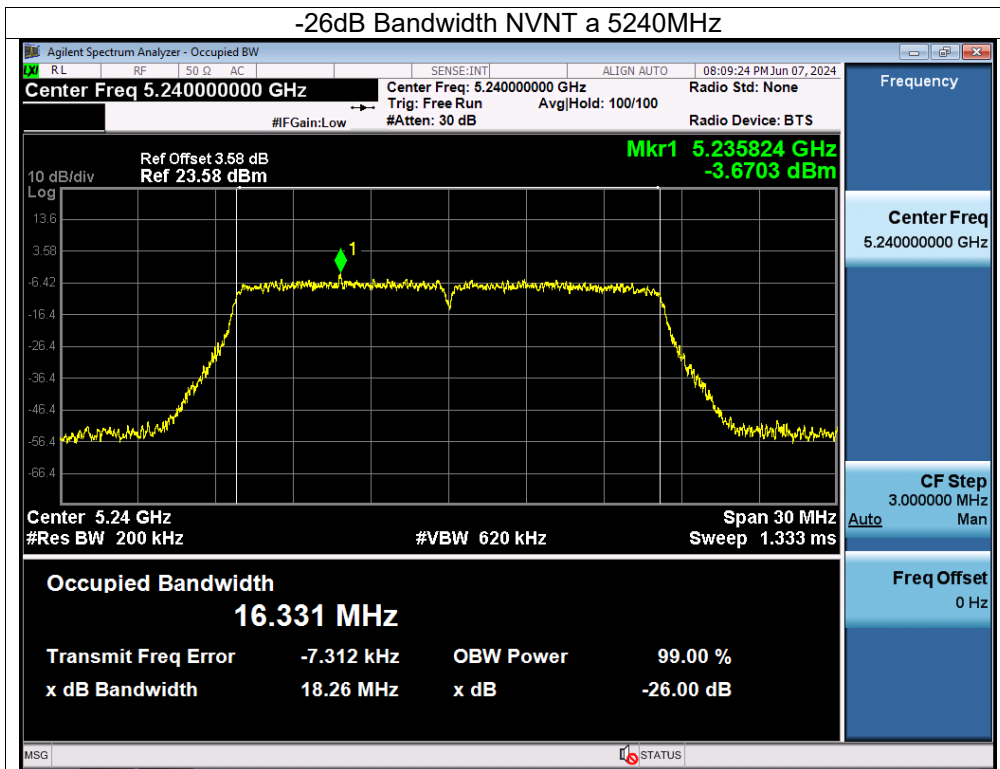 -26dB Bandwidth NVNT a 5240MHz
Agilent Spectrum Analyzer - Occupied BW
LXI RL RF 50 Ω AC SENSE:INT ALIGN AUTO 08:09:24 PM Jun 07, 2024
Center Freq 5.240000000 GHz
#IFGain:Low
Center Freq: 5.240000000 GHz
Trig: Free Run Avg|Hold: 100/100
#Atten: 30 dB
Radio Std: None
Radio Device: BTS
Mkr1 5.235824 GHz
-3.6703 dBm
Ref Offset 3.58 dB
10 dB/div Ref 23.58 dBm
Log
13.6
3.58
-6.42
-16.4
-26.4
-36.4
-46.4
-56.4
-66.4
1
Center 5.24 GHz Span 30 MHz
#Res BW 200 kHz #VBW 620 kHz Sweep 1.333 ms
Occupied Bandwidth
16.331 MHz
Transmit Freq Error -7.312 kHz OBW Power 99.00 %
x dB Bandwidth 18.26 MHz x dB -26.00 dB
Frequency
Center Freq
5.240000000 GHz
CF Step
3.000000 MHz
Auto Man
Freq Offset
0 Hz
MSG STATUS